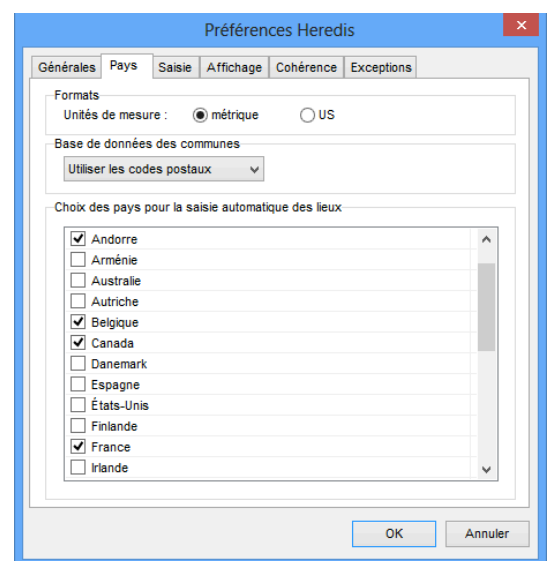 Préférences Heredis
Générales Pays Saisie Affichage Cohérence Exceptions
Formats
Unités de mesure : métrique US
Base de données des communes
Utiliser les codes postaux
Choix des pays pour la saisie automatique des lieux
Andorre
Arménie
Australie
Autriche
Belgique
Canada
Danemark
Espagne
États-Unis
Finlande
France
Irlande
OK Annuler